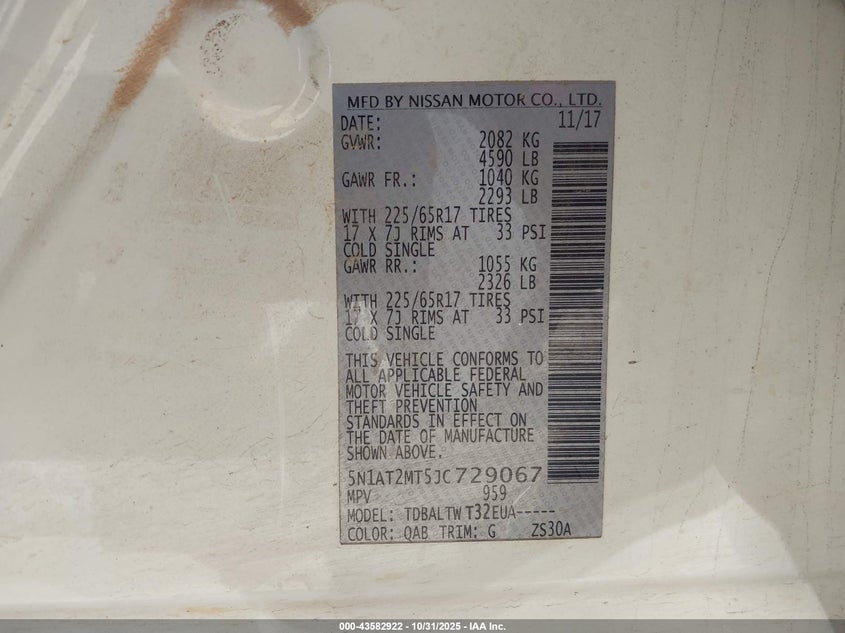 MFD BY NISSAN MOTOR CO., LTD.
DATE: 11/17
GVWR: 2082 KG
4590 LB
GAWR FR.: 1040 KG
2293 LB
WITH 225/65R17 TIRES
17 X 7J RIMS AT 33 PSI
COLD SINGLE
GAWR RR.: 1055 KG
2326 LB
WITH 225/65R17 TIRES
17 X 7J RIMS AT 33 PSI
COLD SINGLE
THIS VEHICLE CONFORMS TO
ALL APPLICABLE FEDERAL
MOTOR VEHICLE SAFETY AND
THEFT PREVENTION
STANDARDS IN EFFECT ON
THE DATE OF MANUFACTURE
SHOWN ABOVE.
5N1AT2MT5JC729067
MPV 959
MODEL: TDBALTWT32EUA-----
COLOR: QAB TRIM: G ZS30A
000-43582922 - 10/31/2025 - IAA Inc.